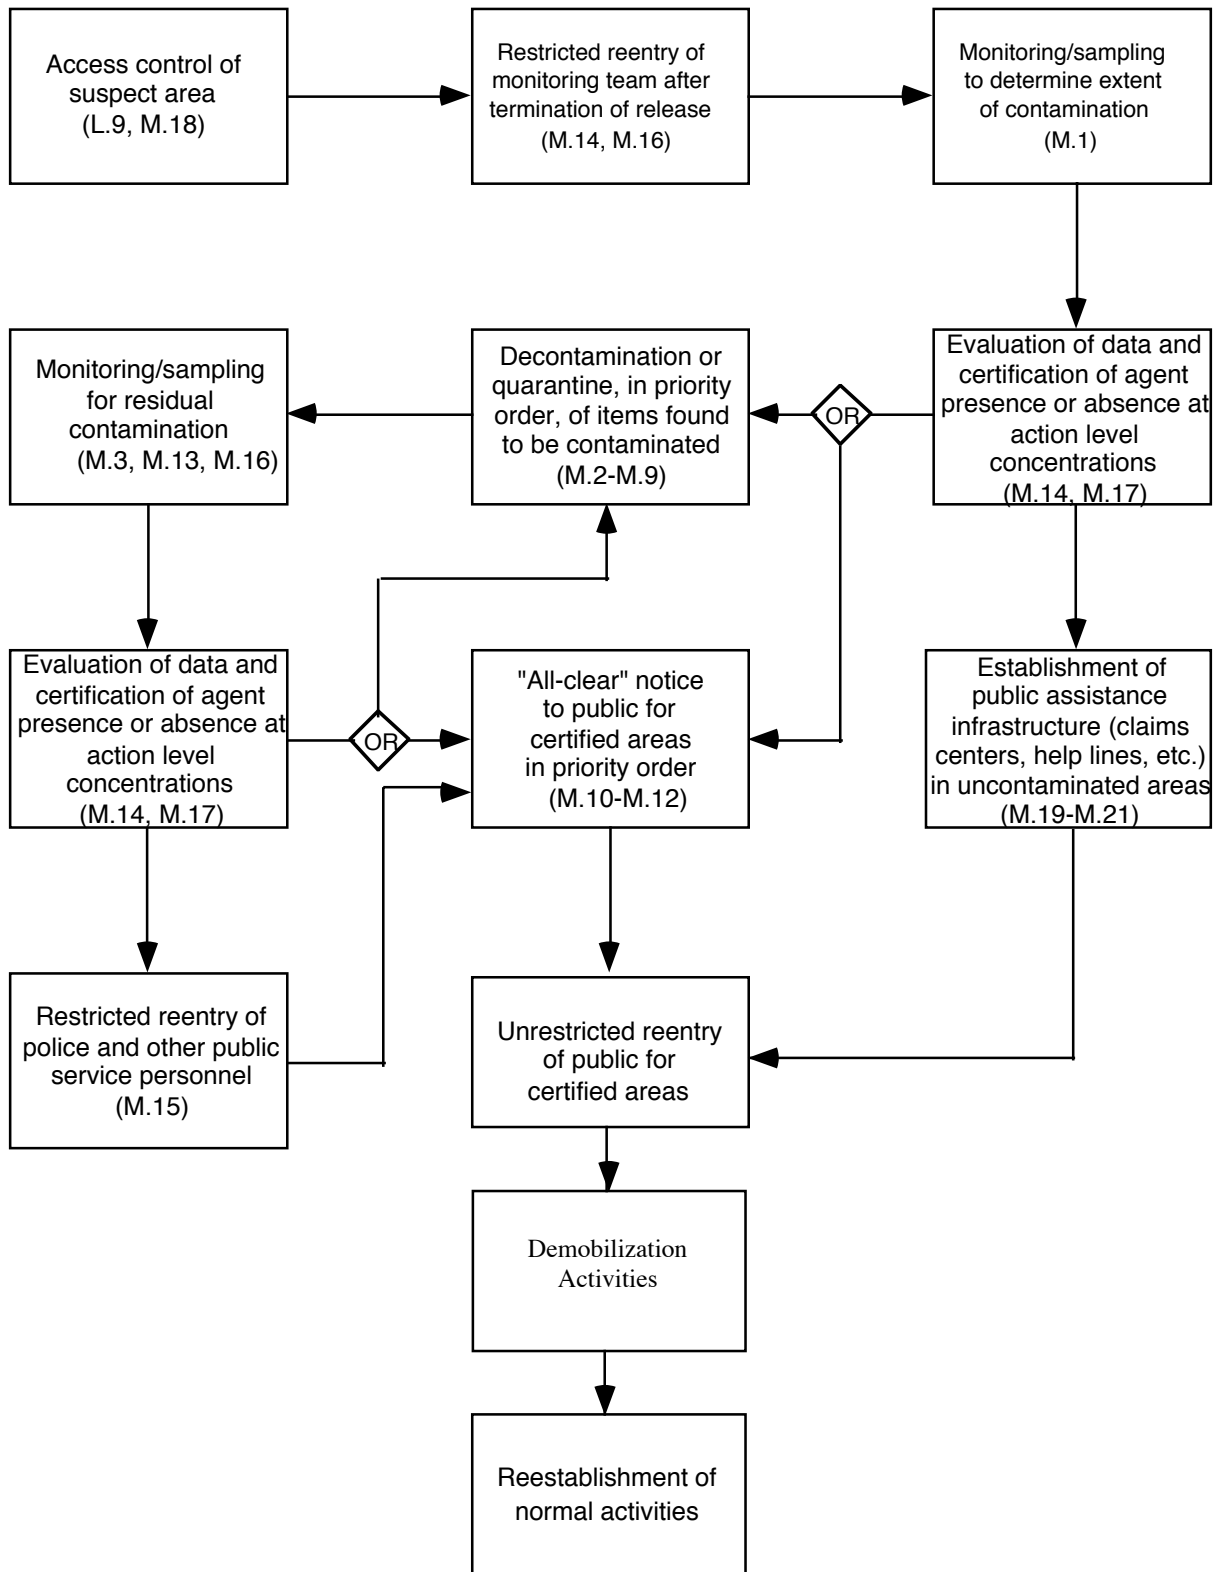 Access control of
suspect area
(L.9, M.18)
Restricted reentry of
monitoring team after
termination of release
(M.14, M.16)
Monitoring/sampling
to determine extent
of contamination
(M.1)
Monitoring/sampling
for residual
contamination
(M.3, M.13, M.16)
Decontamination or
quarantine, in priority
order, of items found
to be contaminated
(M.2-M.9)
OR
Evaluation of data and
certification of agent
presence or absence at
action level
concentrations
(M.14, M.17)
Evaluation of data and
certification of agent
presence or absence at
action level
concentrations
(M.14, M.17)
OR
"All-clear" notice
to public for
certified areas
in priority order
(M.10-M.12)
Establishment of
public assistance
infrastructure (claims
centers, help lines, etc.)
in uncontaminated areas
(M.19-M.21)
Restricted reentry of
police and other public
service personnel
(M.15)
Unrestricted reentry
of public for
certified areas
Demobilization
Activities
Reestablishment of
normal activities